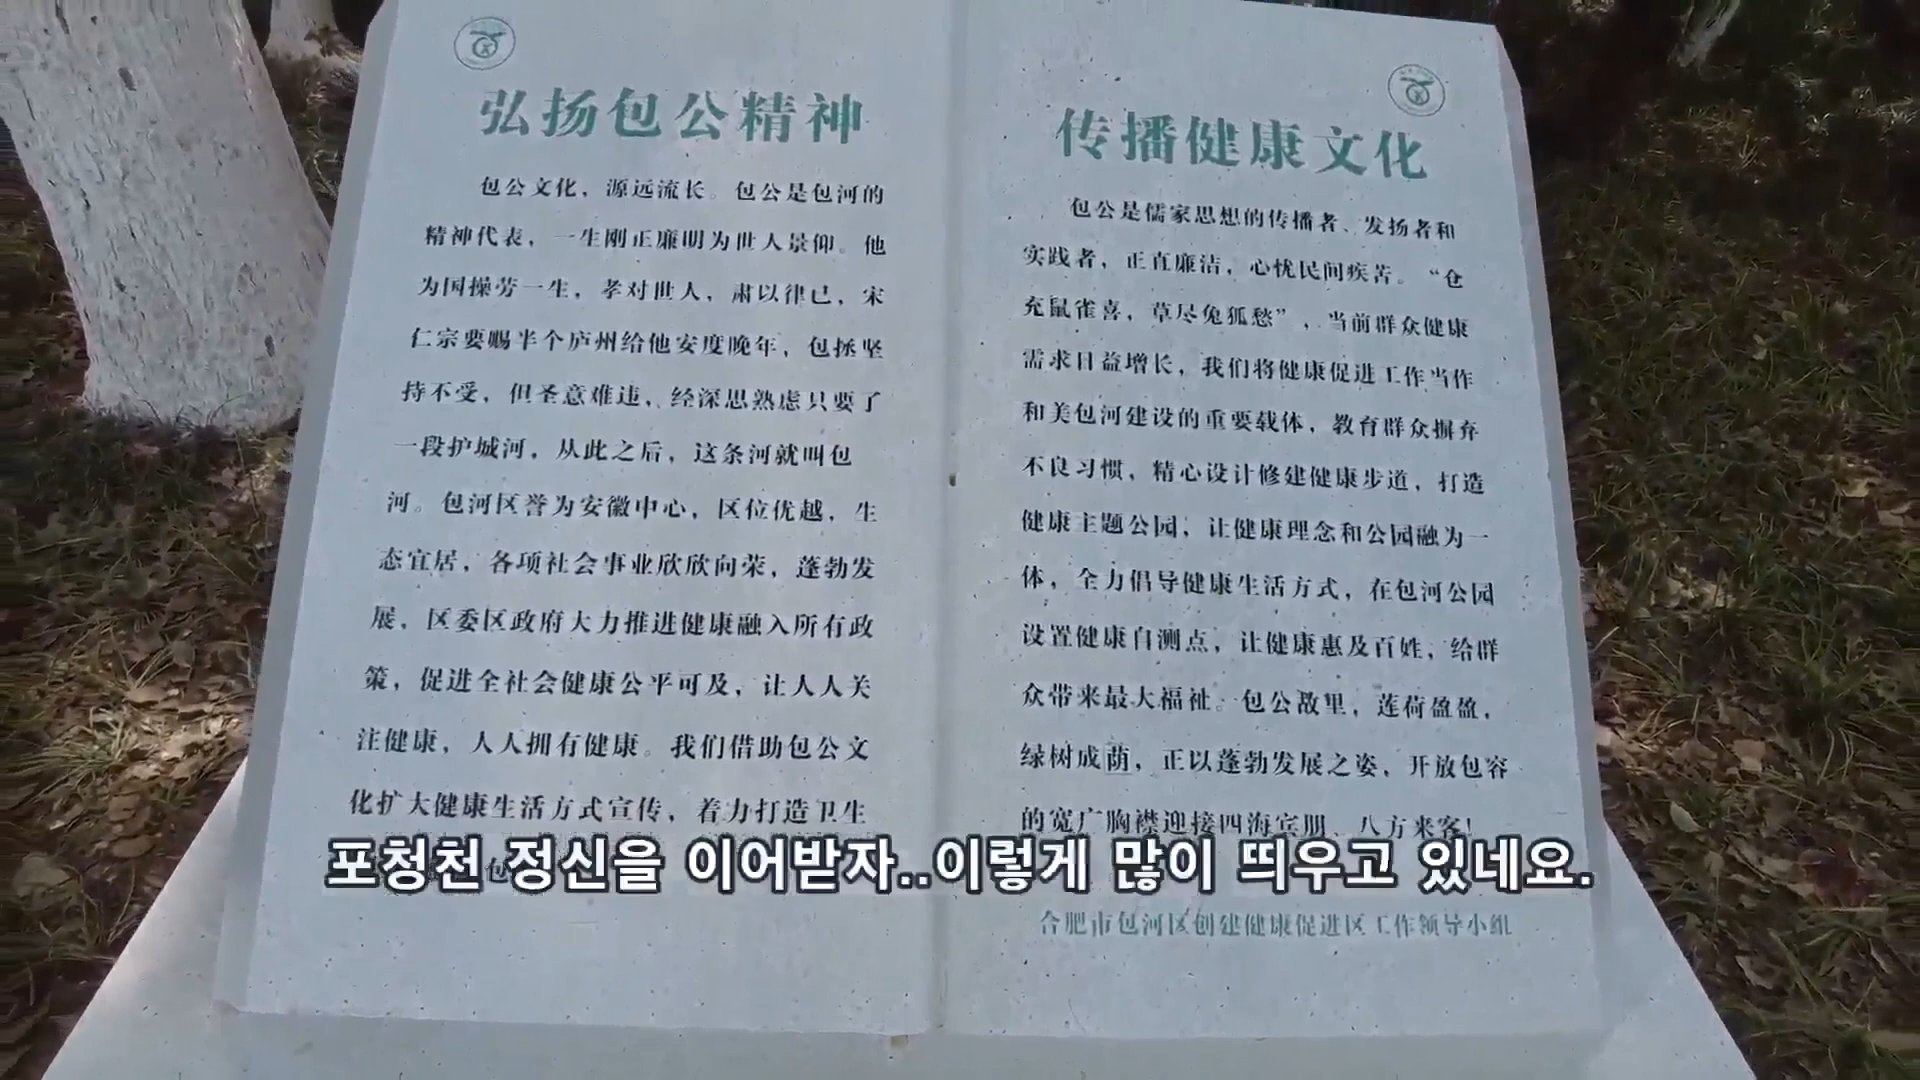 弘扬包公精神
包公文化，源远流长。包公是包河的
精神代表，一生刚正廉明为世人景仰。他
为国操劳一生，孝对世人，肃以律己，宋
仁宗要赐半个庐州给他安度晚年，包拯坚
持不受，但圣意难违，经深思熟虑只要了
一段护城河，从此之后，这条河就叫包
河。包河区誉为安徽中心，区位优越，生
态宜居，各项社会事业欣欣向荣，蓬勃发
展，区委区政府大力推进健康融入所有政
策，促进全社会健康公平可及，让人人关
注健康，人人拥有健康。我们借助包公文
化扩大健康生活方式宣传，着力打造卫生
传播健康文化
包公是儒家思想的传播者、发扬者和
实践者，正直廉洁，心忧民间疾苦。“仓
充鼠雀喜，草尽兔狐愁”，当前群众健康
需求日益增长，我们将健康促进工作当作
和美包河建设的重要载体，教育群众摒弃
不良习惯，精心设计修建健康步道，打造
健康主题公园，让健康理念和公园融为一
体，全力倡导健康生活方式，在包河公园
设置健康自测点，让健康惠及百姓，给群
众带来最大福祉。包公故里，莲荷盈盈，
绿树成荫，正以蓬勃发展之姿，开放包容
的宽广胸襟迎接四海宾朋、八方来客！
合肥市包河区创建健康促进区工作领导小组
포청천 정신을 이어받자..이렇게 많이 띄우고 있네요.